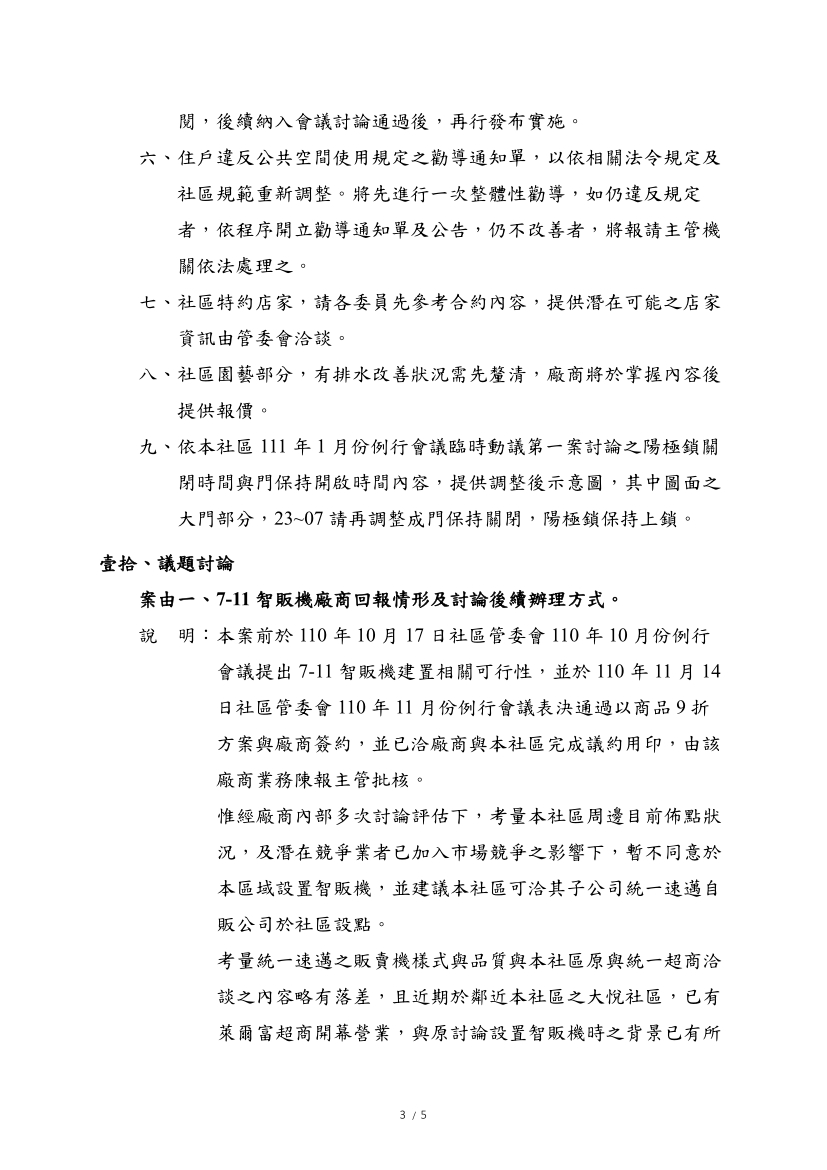 閱，後續納入會議討論通過後，再行發布實施。
六、住戶違反公共空間使用規定之勸導通知單，以依相關法令規定及
社區規範重新調整。將先進行一次整體性勸導，如仍違反規定
者，依程序開立勸導通知單及公告，仍不改善者，將報請主管機
關依法處理之。
七、社區特約店家，請各委員先參考合約內容，提供潛在可能之店家
資訊由管委會洽談。
八、社區園藝部分，有排水改善狀況需先釐清，廠商將於掌握內容後
提供報價。
九、依本社區 111 年 1 月份例行會議臨時動議第一案討論之陽極鎖關
閉時間與門保持開啟時間內容，提供調整後示意圖，其中圖面之
大門部分，23~07 請再調整成門保持關閉，陽極鎖保持上鎖。
壹拾、議題討論
案由一、7-11 智販機廠商回報情形及討論後續辦理方式。
說　明：本案前於 110 年 10 月 17 日社區管委會 110 年 10 月份例行
會議提出 7-11 智販機建置相關可行性，並於 110 年 11 月 14
日社區管委會 110 年 11 月份例行會議表決通過以商品 9 折
方案與廠商簽約，並已洽廠商與本社區完成議約用印，由該
廠商業務陳報主管批核。
惟經廠商內部多次討論評估下，考量本社區周邊目前佈點狀
況，及潛在競爭業者已加入市場競爭之影響下，暫不同意於
本區域設置智販機，並建議本社區可洽其子公司統一速邁自
販公司於社區設點。
考量統一速邁之販賣機樣式與品質與本社區原與統一超商洽
談之內容略有落差，且近期於鄰近本社區之大悅社區，已有
萊爾富超商開幕營業，與原討論設置智販機時之背景已有所
3 / 5